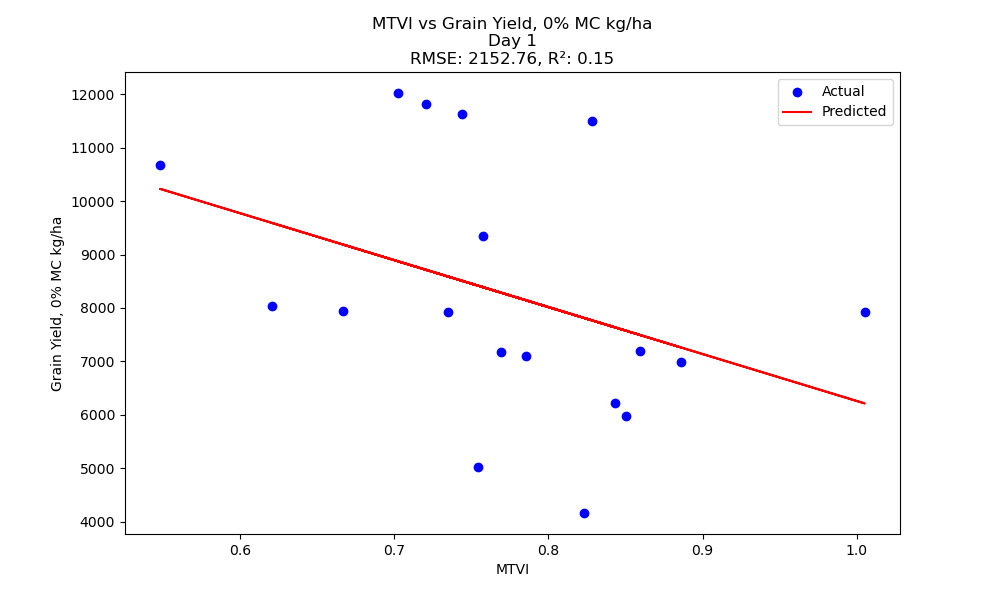 MTVI vs Grain Yield, 0% MC kg/ha
Day 1
RMSE: 2152.76, R²: 0.15
Actual
Predicted
12000
11000
10000
9000
8000
7000
6000
5000
4000
Grain Yield, 0% MC kg/ha
0.6
0.7
0.8
0.9
1.0
MTVI